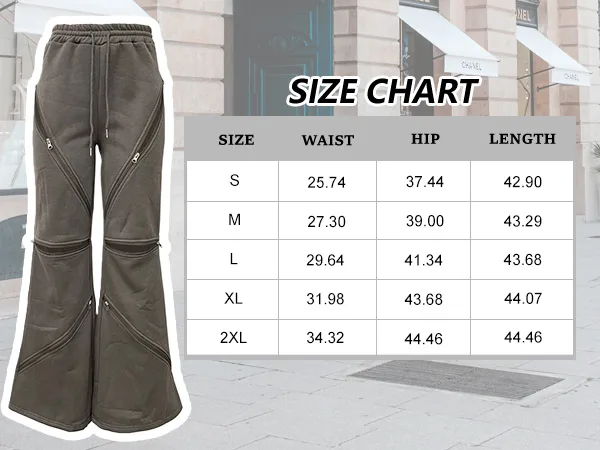 CHANEL
CHANEL
SIZE CHART
SIZE WAIST HIP LENGTH
S 25.74 37.44 42.90
M 27.30 39.00 43.29
L 29.64 41.34 43.68
XL 31.98 43.68 44.07
2XL 34.32 44.46 44.46